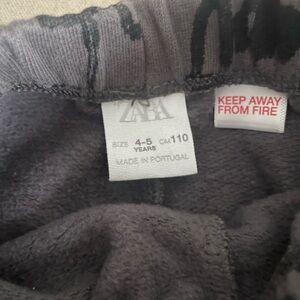 ZARA
SIZE 4-5 YEARS CM 110
MADE IN PORTUGAL
KEEP AWAY
FROM FIRE